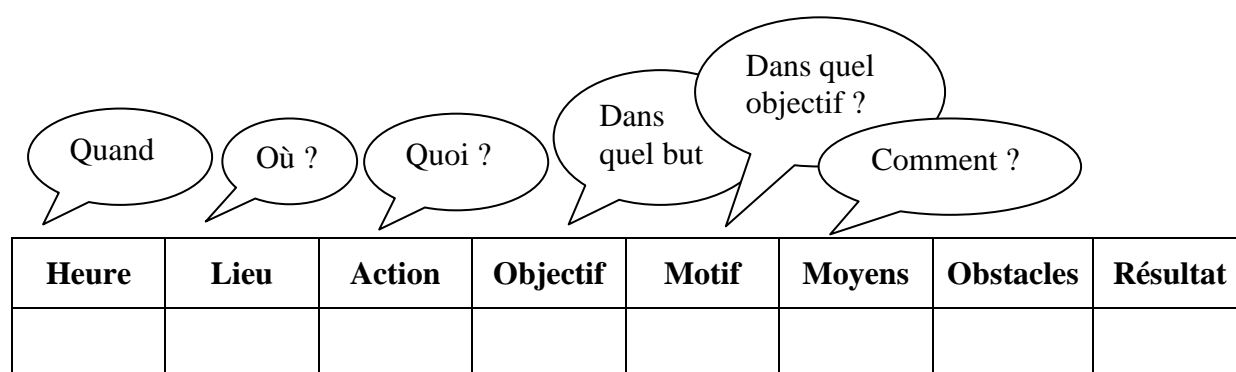 Quand
Où ?
Quoi ?
Dans
quel but
Dans quel
objectif ?
Comment ?
Heure Lieu Action Objectif Motif Moyens Obstacles Résultat